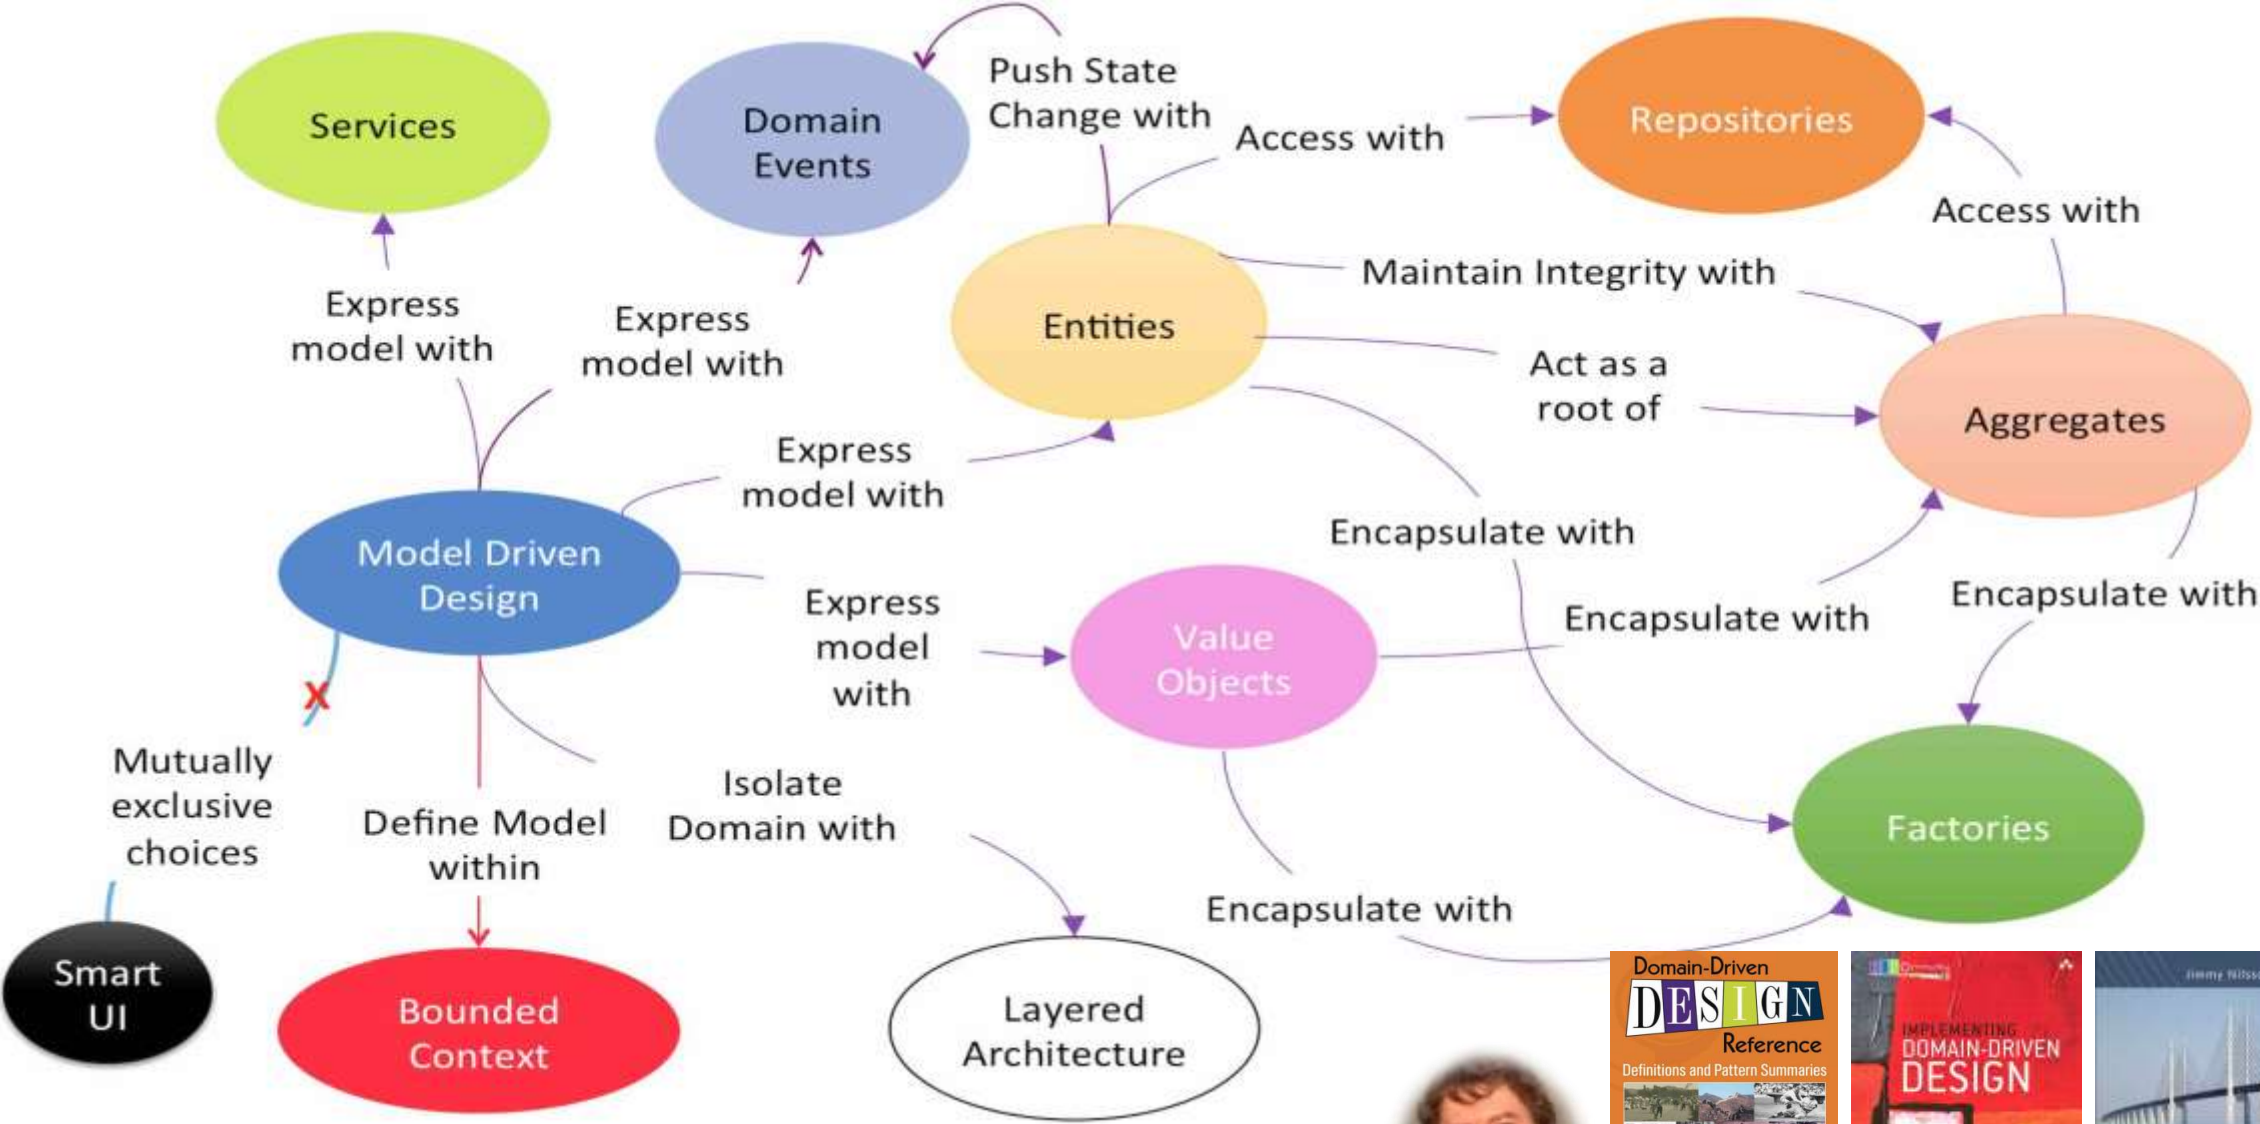 Services
Domain
Events
Push State
Change with
Access with
Repositories
Access with
Express
model with
Express
model with
Entities
Maintain Integrity with
Act as a
root of
Aggregates
Express
model with
Model Driven
Design
Encapsulate with
Encapsulate with
Encapsulate with
Express
model
with
Value
Objects
X
Mutually
exclusive
choices
Define Model
within
Isolate
Domain with
Factories
Encapsulate with
Smart
UI
Bounded
Context
Layered
Architecture
Domain-Driven
DESIGN
Reference
Definitions and Pattern Summaries
IMPLEMENTING
DOMAIN-DRIVEN
DESIGN
Jimmy